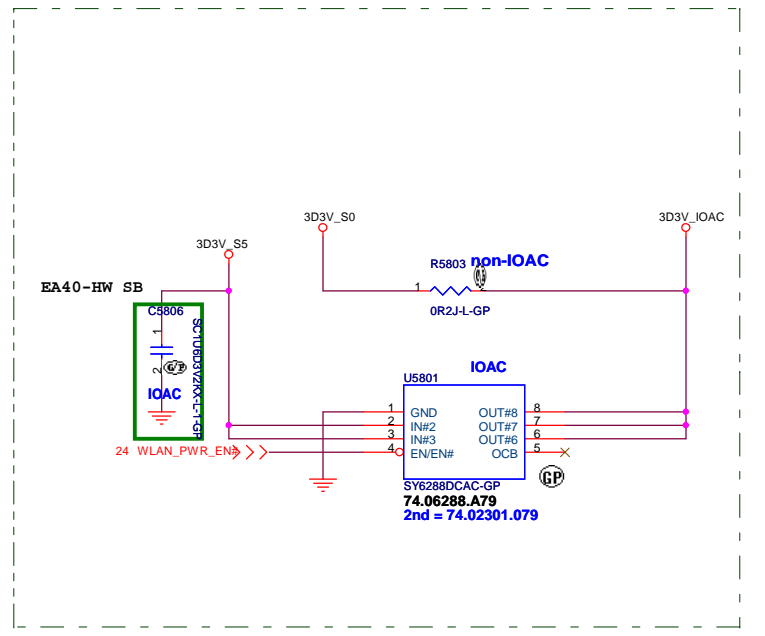 3D3V_S0
3D3V_IOAC
3D3V_S5
R5803
non-IOAC
1
2
0R2J-L-GP
EA40-HW SB
C5806
1
2
SC1U6D3V2KX-L-1-GP
IOAC
GP
IOAC
U5801
1
2
3
4
GND
IN#2
IN#3
EN/EN#
OUT#8
OUT#7
OUT#6
OCB
8
7
6
5
24 WLAN_PWR_EN#
GP
SY6288DCAC-GP
74.06288.A79
2nd = 74.02301.079